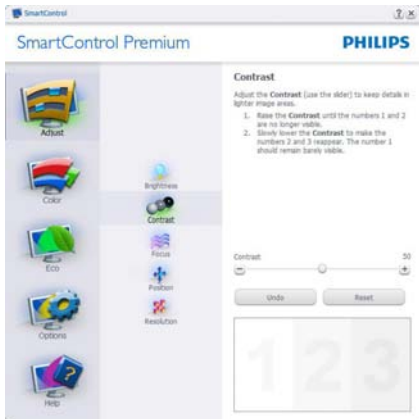 SmartControl
SmartControl Premium
PHILIPS
Adjust
Color
Eco
Options
Help
Brightness
Contrast
Focus
Position
Resolution
Contrast
Adjust the Contrast (use the slider) to keep details in
lighter image areas.
1. Raise the Contrast until the numbers 1 and 2
are no longer visible.
2. Slowly lower the Contrast to make the
numbers 2 and 3 reappear. The number 1
should remain barely visible.
Contrast 50
Undo Reset
1 2 3